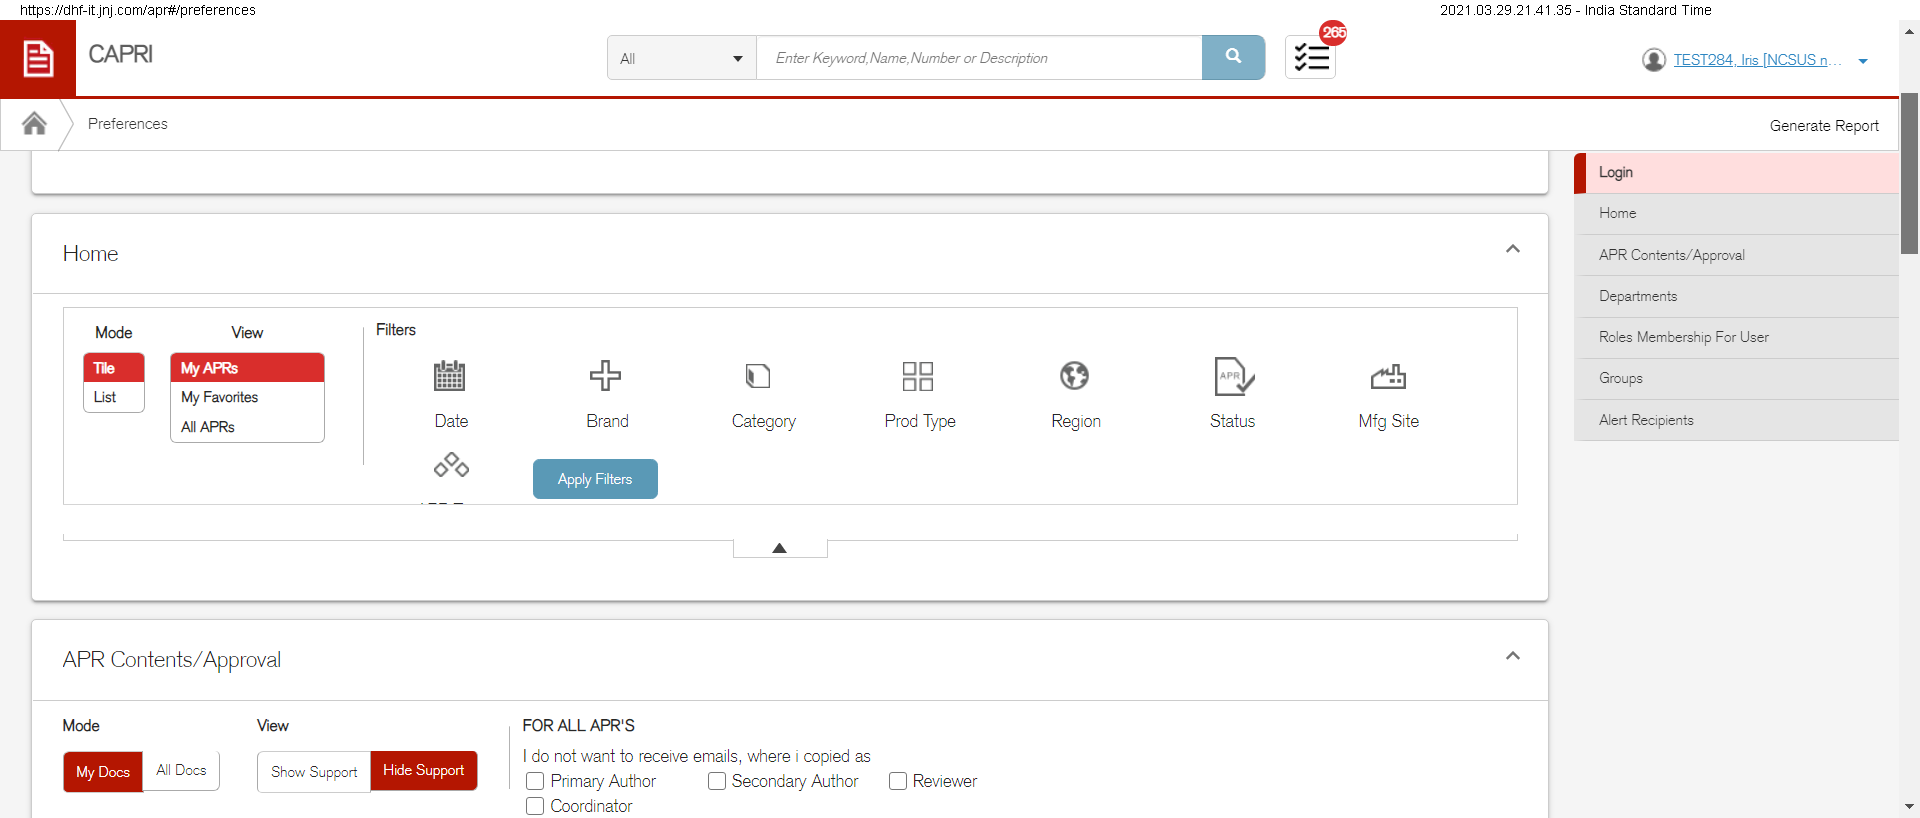 https://dhf-it.jnj.com/apr#/preferences
2021.03.29.21.41.35 - India Standard Time
CAPRI
All
Enter Keyword,Name,Number or Description
265
TEST284, Iris [NCSUS n...
Preferences
Generate Report
Login
Home
APR Contents/Approval
Departments
Roles Membership For User
Groups
Alert Recipients
Home
Mode
View
Filters
Tile
List
My APRs
My Favorites
All APRs
Date
Brand
Category
Prod Type
Region
APR
Status
Mfg Site
Apply Filters
APR Contents/Approval
Mode
View
FOR ALL APR'S
My Docs
All Docs
Show Support
Hide Support
I do not want to receive emails, where i copied as
Primary Author
Secondary Author
Reviewer
Coordinator